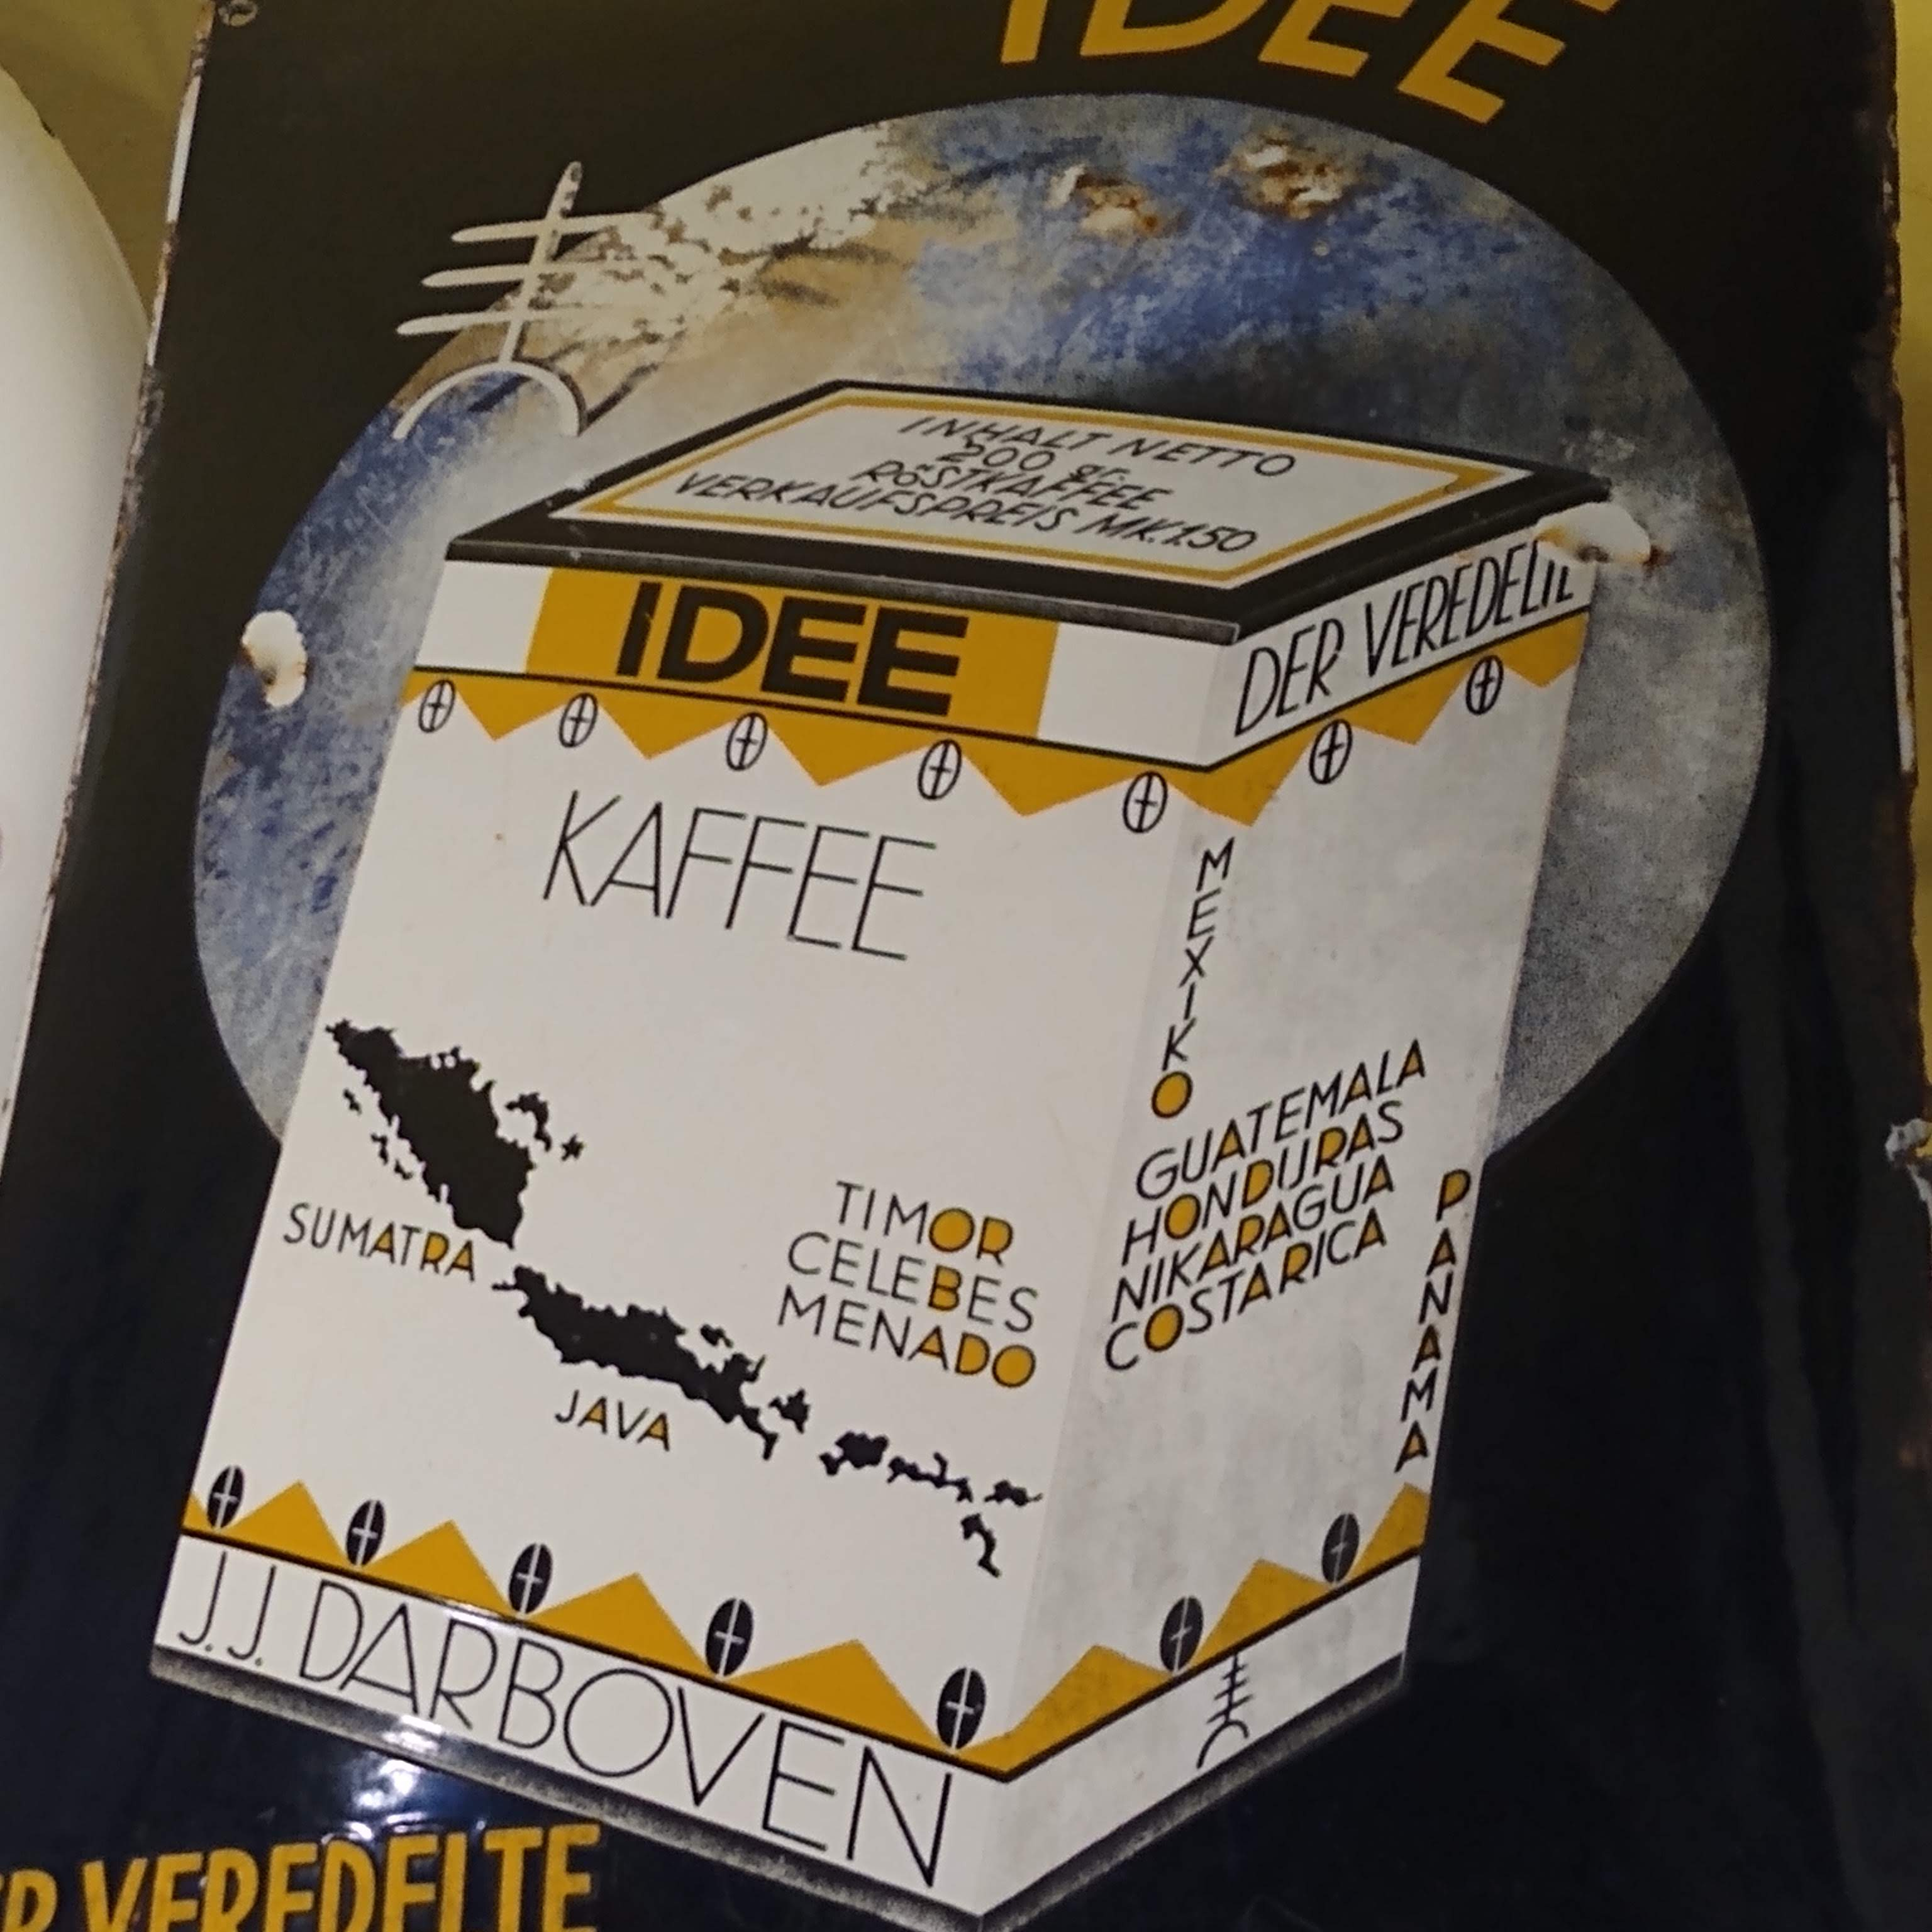 IDEE
INHALT NETTO
200 gr.
RÖSTKAFFEE
VERKAUFSPREIS MK.1.50
IDEE
DER VEREDELTE
KAFFEE
MEXIKO
GUATEMALA
HONDURAS
NIKARAGUA
COSTARICA
PANAMA
SUMATRA
TIMOR
CELEBES
MENADO
JAVA
J.J. DARBOVEN
ER VEREDELTE